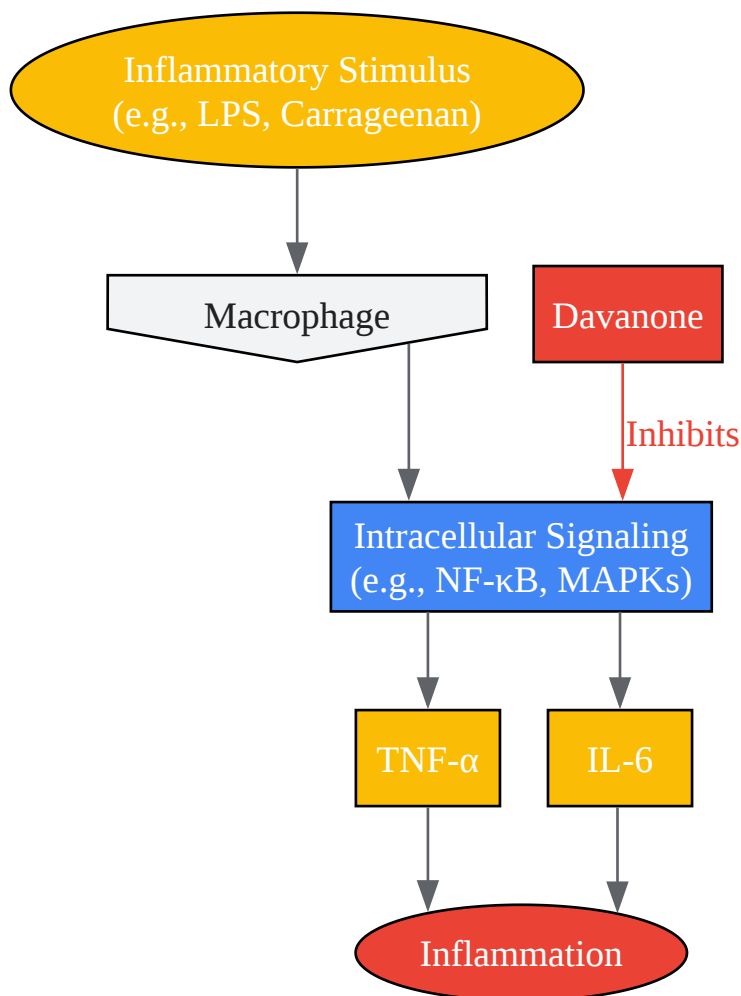 Inflammatory Stimulus
(e.g., LPS, Carrageenan)
Macrophage
Davanone
Inhibits
Intracellular Signaling
(e.g., NF-κB, MAPKs)
TNF-α
IL-6
Inflammation